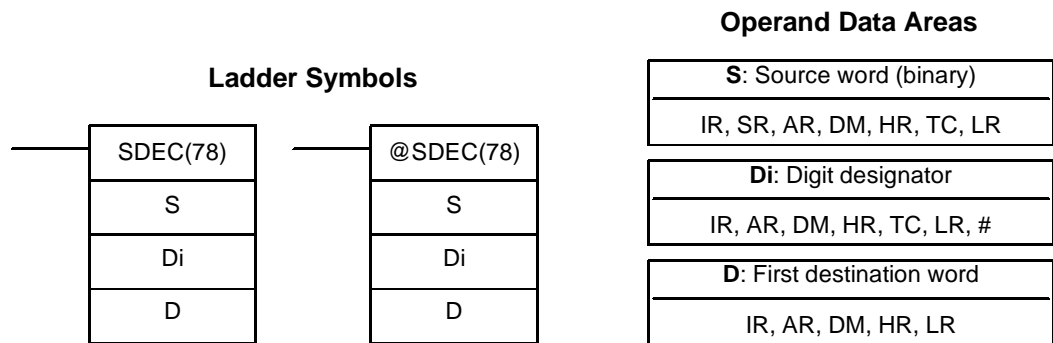 Ladder Symbols
SDEC(78)
S
Di
D
@SDEC(78)
S
Di
D
Operand Data Areas
S: Source word (binary)
IR, SR, AR, DM, HR, TC, LR
Di: Digit designator
IR, AR, DM, HR, TC, LR, #
D: First destination word
IR, AR, DM, HR, LR